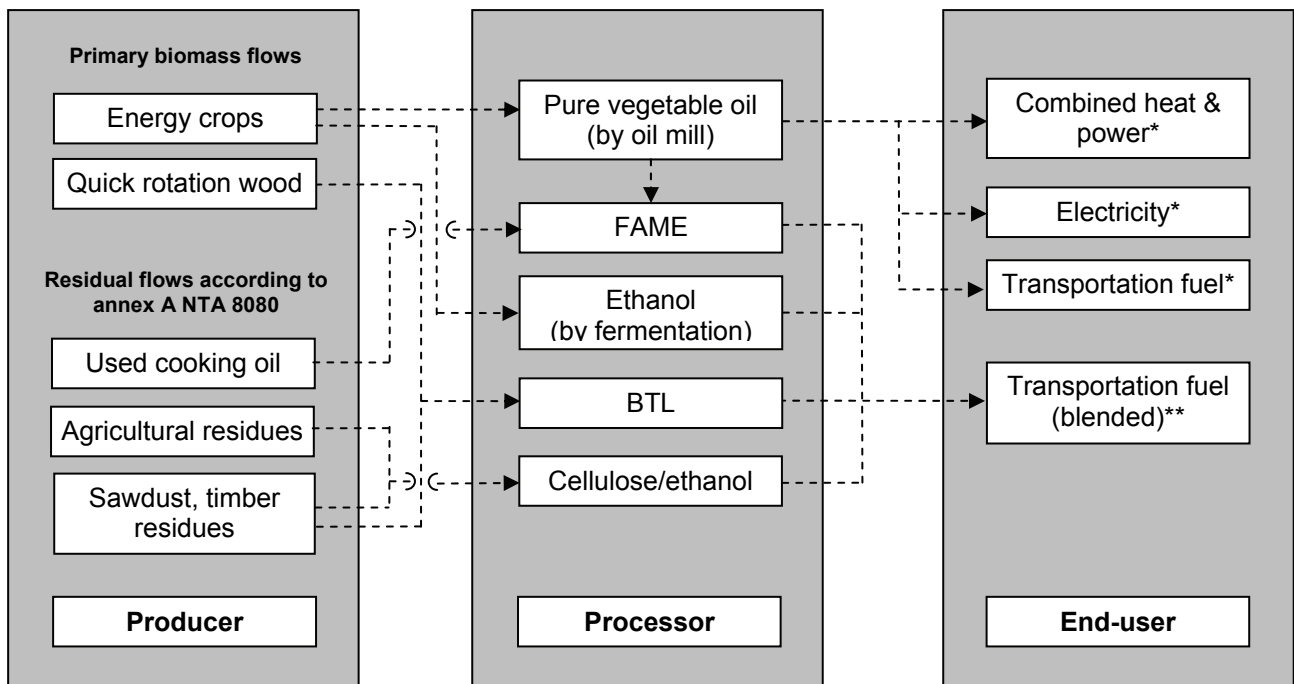 Primary biomass flows
Energy crops
Quick rotation wood
Residual flows according to
annex A NTA 8080
Used cooking oil
Agricultural residues
Sawdust, timber
residues
Producer
Pure vegetable oil
(by oil mill)
FAME
Ethanol
(by fermentation)
BTL
Cellulose/ethanol
Processor
Combined heat &
power*
Electricity*
Transportation fuel*
Transportation fuel
(blended)**
End-user